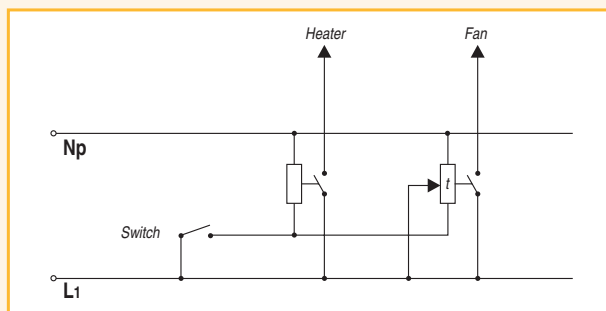 Heater
Fan
Np
t
Switch
L1